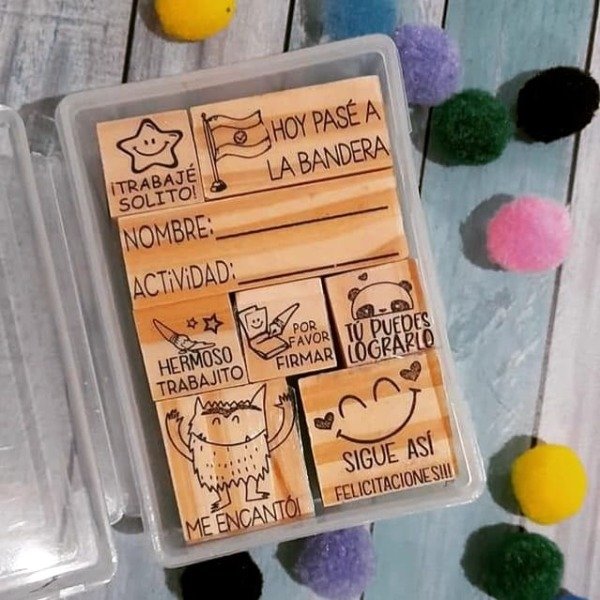 ¡TRABAJÉ
SOLITO!
HOY PASÉ A
LA BANDERA
NOMBRE:
ACTIVIDAD:
HERMOSO
TRABAJITO
POR
FAVOR
FIRMAR
TÚ PUEDES
LOGRARLO
ME ENCANTÓ!
SIGUE ASÍ
FELICITACIONES!!!